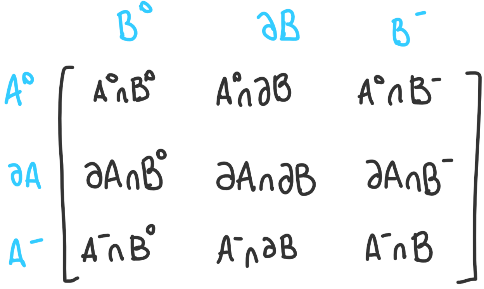 B° ∂B B⁻
A° A°∩B° A°∩∂B A°∩B⁻
∂A ∂A∩B° ∂A∩∂B ∂A∩B⁻
A⁻ A⁻∩B° A⁻∩∂B A⁻∩B